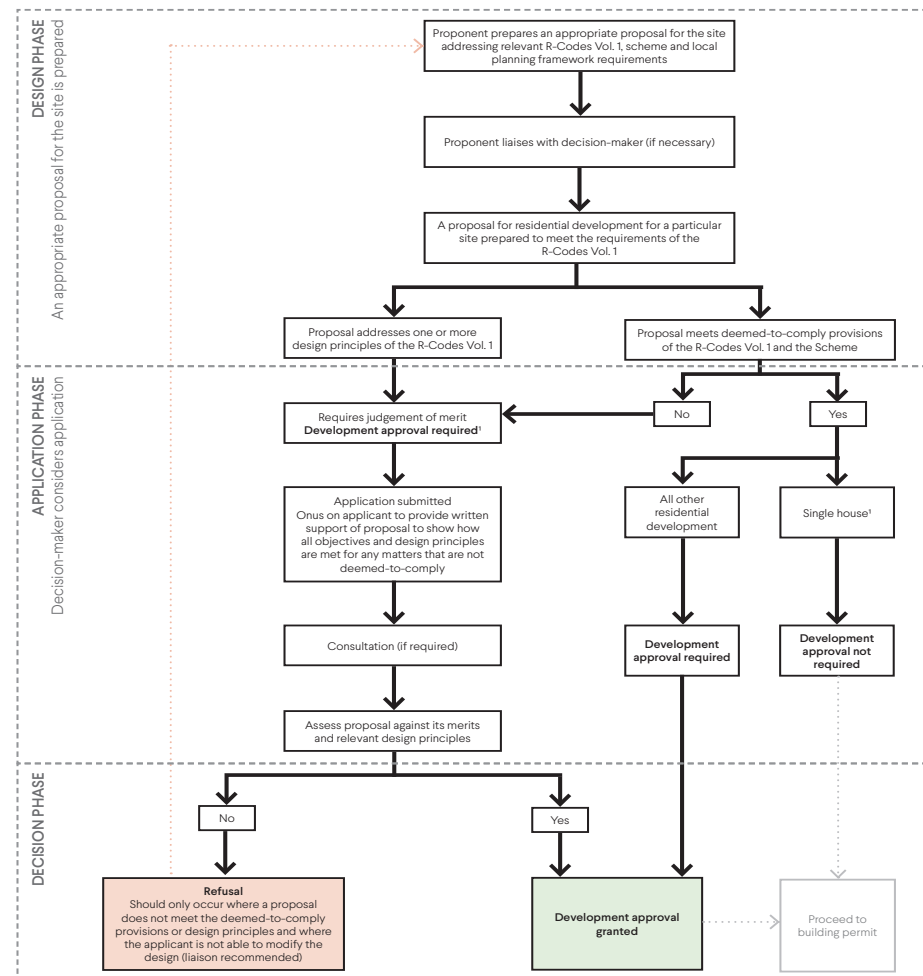 DESIGN PHASE
An appropriate proposal for the site is prepared
Proponent prepares an appropriate proposal for the site
addressing relevant R-Codes Vol. 1, scheme and local
planning framework requirements
Proponent liaises with decision-maker (if necessary)
A proposal for residential development for a particular
site prepared to meet the requirements of the
R-Codes Vol. 1
Proposal addresses one or more
design principles of the R-Codes Vol. 1
Proposal meets deemed-to-comply provisions
of the R-Codes Vol. 1 and the Scheme
APPLICATION PHASE
Decision-maker considers application
Requires judgement of merit
Development approval required¹
No
Yes
Application submitted
Onus on applicant to provide written
support of proposal to show how
all objectives and design principles
are met for any matters that are not
deemed-to-comply
All other
residential
development
Single house¹
Consultation (if required)
Development
approval required
Development
approval not
required
Assess proposal against its merits
and relevant design principles
DECISION PHASE
No
Yes
Refusal
Should only occur where a proposal
does not meet the deemed-to-comply
provisions or design principles and where
the applicant is not able to modify the
design (liaison recommended)
Development approval
granted
Proceed to
building permit